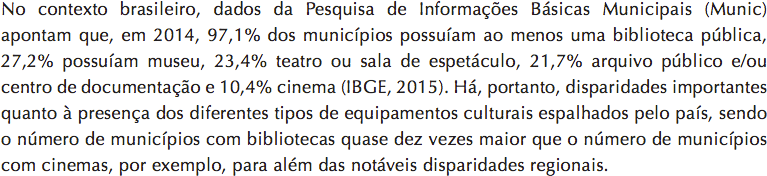 No contexto brasileiro, dados da Pesquisa de Informações Básicas Municipais (Munic)
apontam que, em 2014, 97,1% dos municípios possuíam ao menos uma biblioteca pública,
27,2% possuíam museu, 23,4% teatro ou sala de espetáculo, 21,7% arquivo público e/ou
centro de documentação e 10,4% cinema (IBGE, 2015). Há, portanto, disparidades importantes
quanto à presença dos diferentes tipos de equipamentos culturais espalhados pelo país, sendo
o número de municípios com bibliotecas quase dez vezes maior que o número de municípios
com cinemas, por exemplo, para além das notáveis disparidades regionais.